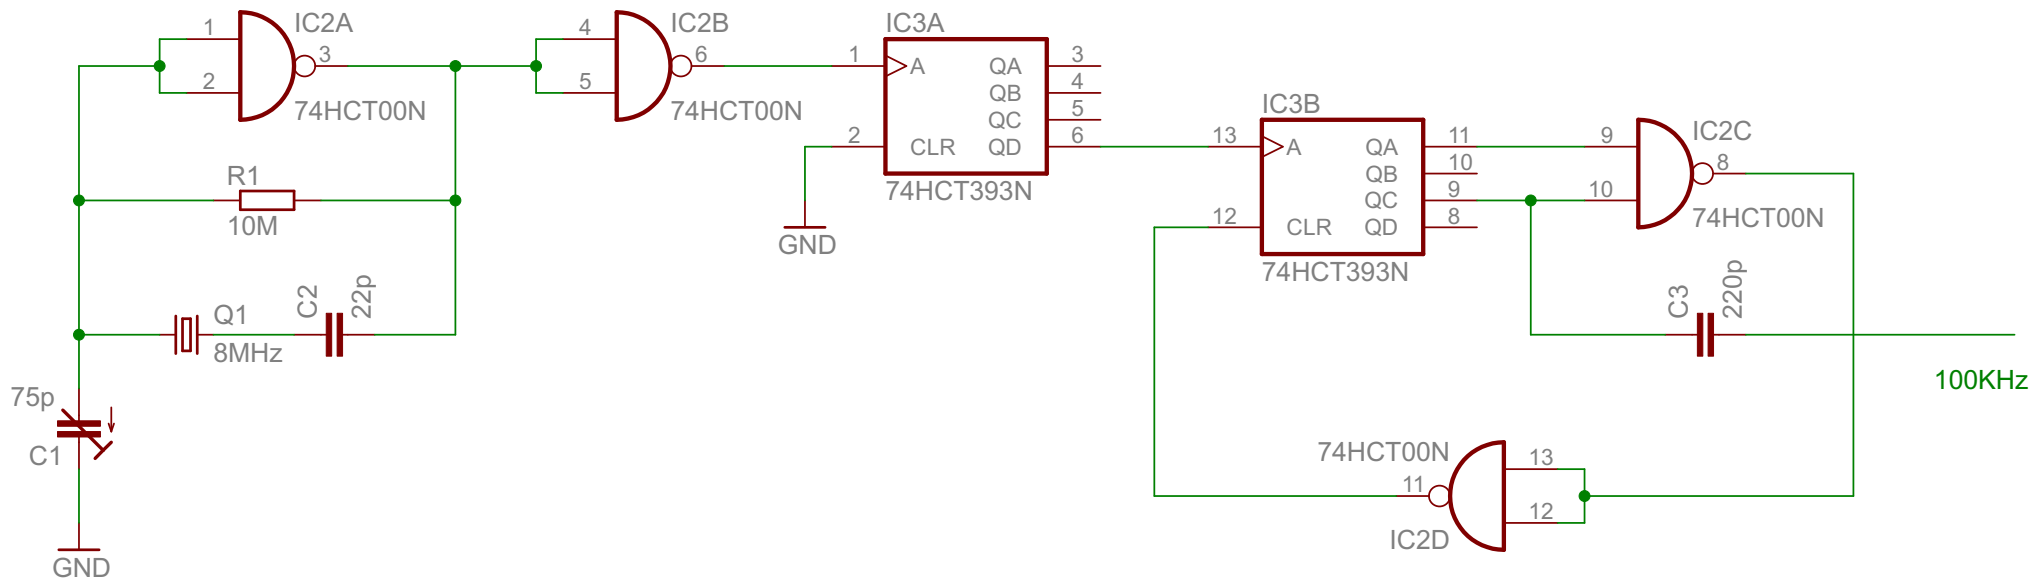 IC2A
1
2
3
74HCT00N
IC2B
4
5
6
74HCT00N
IC3A
1
A
QA
3
QB
4
QC
5
2
CLR
QD
6
74HCT393N
GND
R1
10M
Q1
8MHz
C2
22p
75p
C1
GND
IC3B
13
A
QA
11
QB
10
QC
9
12
CLR
QD
8
74HCT393N
IC2C
9
10
8
74HCT00N
C3
220p
100KHz
74HCT00N
13
11
12
IC2D